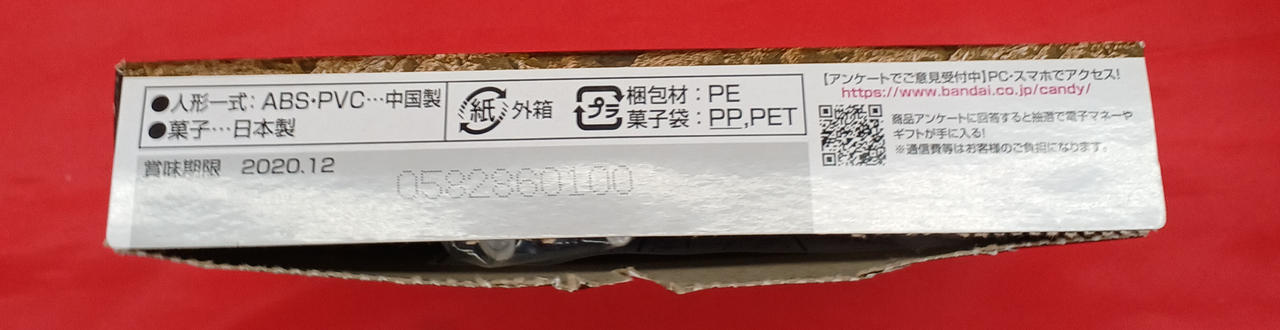 ●人形一式：ABS・PVC…中国製
●菓子…日本製
紙 外箱
プラ 梱包材：PE
菓子袋：PP,PET
賞味期限 2020.12
0582860100
【アンケートでご意見受付中】PC・スマホでアクセス!
https://www.bandai.co.jp/candy/
商品アンケートに回答すると抽選で電子マネーや
ギフトが手に入る!
※通信費等はお客様のご負担になります。